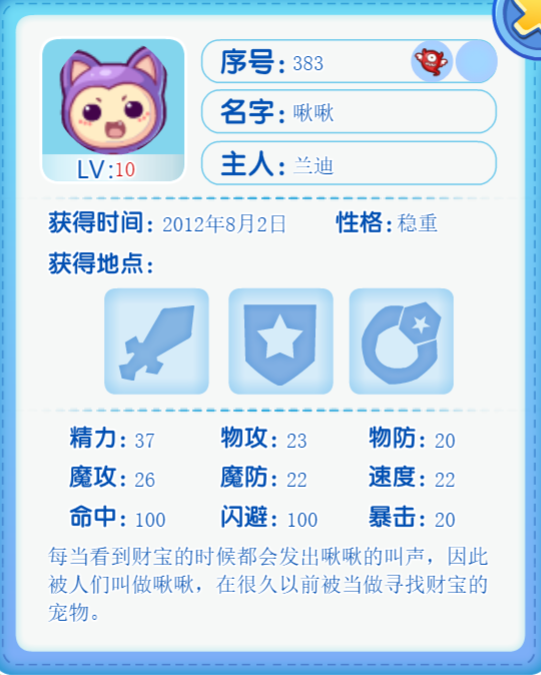 LV:10
序号: 383
名字: 啾啾
主人: 兰迪
获得时间: 2012年8月2日 性格: 稳重
获得地点:
精力: 37 物攻: 23 物防: 20
魔攻: 26 魔防: 22 速度: 22
命中: 100 闪避: 100 暴击: 20
每当看到财宝的时候都会发出啾啾的叫声，因此
被人们叫做啾啾，在很久以前被当做寻找财宝的
宠物。